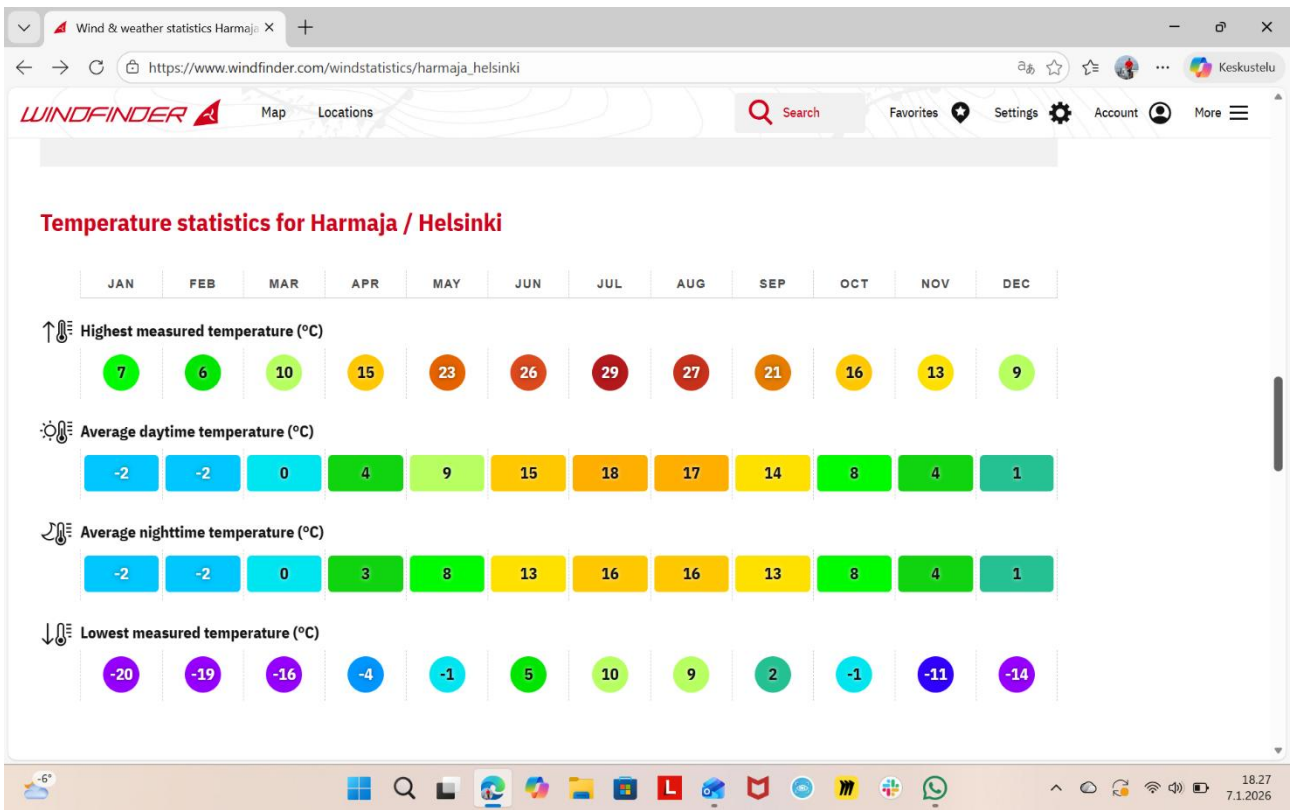 Wind & weather statistics Harmaja
https://www.windfinder.com/windstatistics/harmaja_helsinki
Keskustelu
WINDFINDER Map Locations Search Favorites Settings Account More
Temperature statistics for Harmaja / Helsinki
JAN FEB MAR APR MAY JUN JUL AUG SEP OCT NOV DEC
Highest measured temperature (°C)
7 6 10 15 23 26 29 27 21 16 13 9
Average daytime temperature (°C)
-2 -2 0 4 9 15 18 17 14 8 4 1
Average nighttime temperature (°C)
-2 -2 0 3 8 13 16 16 13 8 4 1
Lowest measured temperature (°C)
-20 -19 -16 -4 -1 5 10 9 2 -1 -11 -14
-6° 18.27
7.1.2026